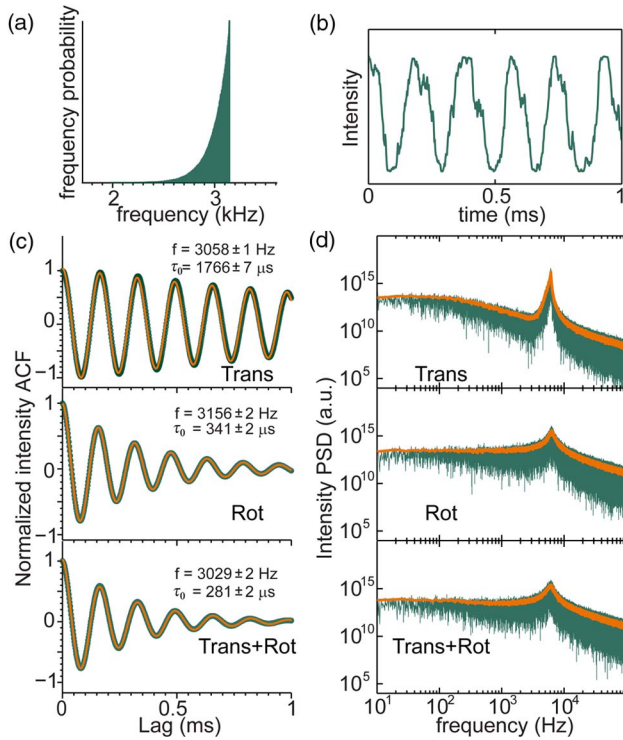 (a)
frequency probability
2
3
frequency (kHz)
(b)
Intensity
0
0.5
1
time (ms)
(c)
Normalized intensity ACF
1
0
−1
f = 3058 ± 1 Hz
τ0 = 1766 ± 7 µs
Trans
1
0
f = 3156 ± 2 Hz
τ0 = 341 ± 2 µs
Rot
−1
1
0
−1
f = 3029 ± 2 Hz
τ0 = 281 ± 2 µs
Trans+Rot
0
0.5
1
Lag (ms)
(d)
Intensity PSD (a.u.)
10^15
10^10
10^5
Trans
10^15
10^10
10^5
Rot
10^15
10^10
10^5
Trans+Rot
10^1
10^2
10^3
10^4
frequency (Hz)